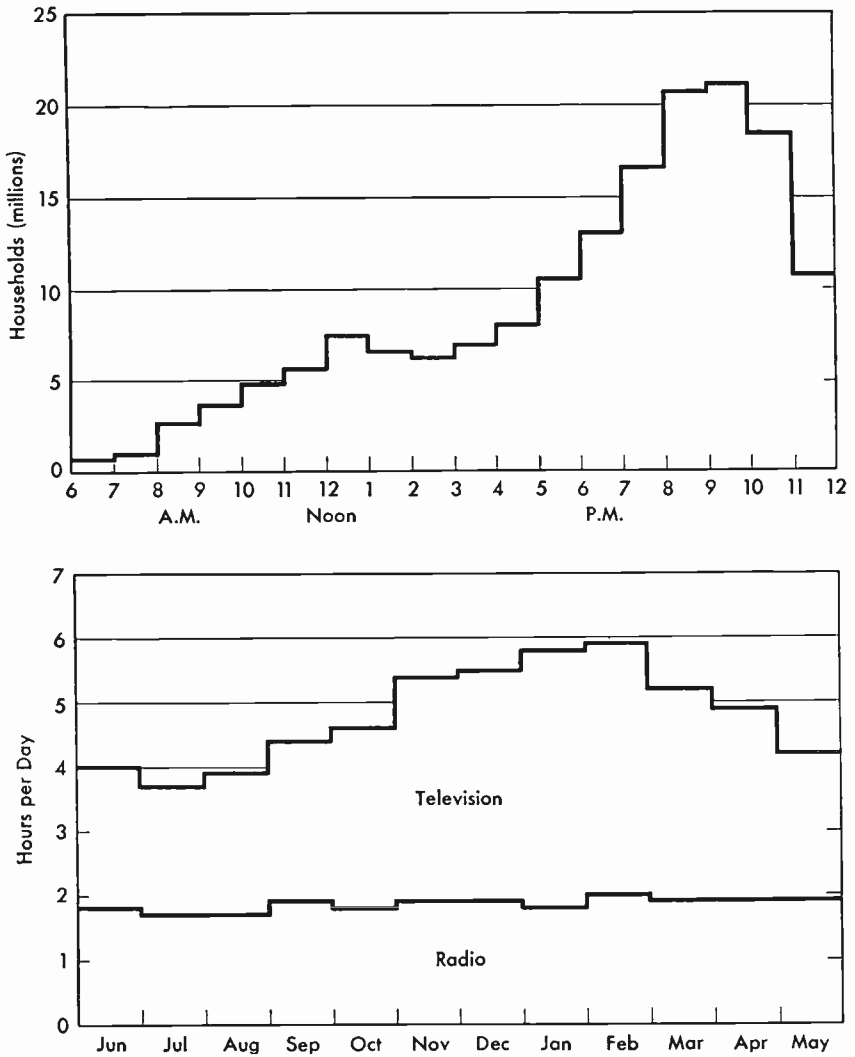 25
20
15
10
5
0
Households (millions)
6 7 8 9 10 11 12 1 2 3 4 5 6 7 8 9 10 11 12
A.M. Noon P.M.
7
6
5
4
3
2
1
0
Hours per Day
Television
Radio
Jun Jul Aug Sep Oct Nov Dec Jan Feb Mar Apr May